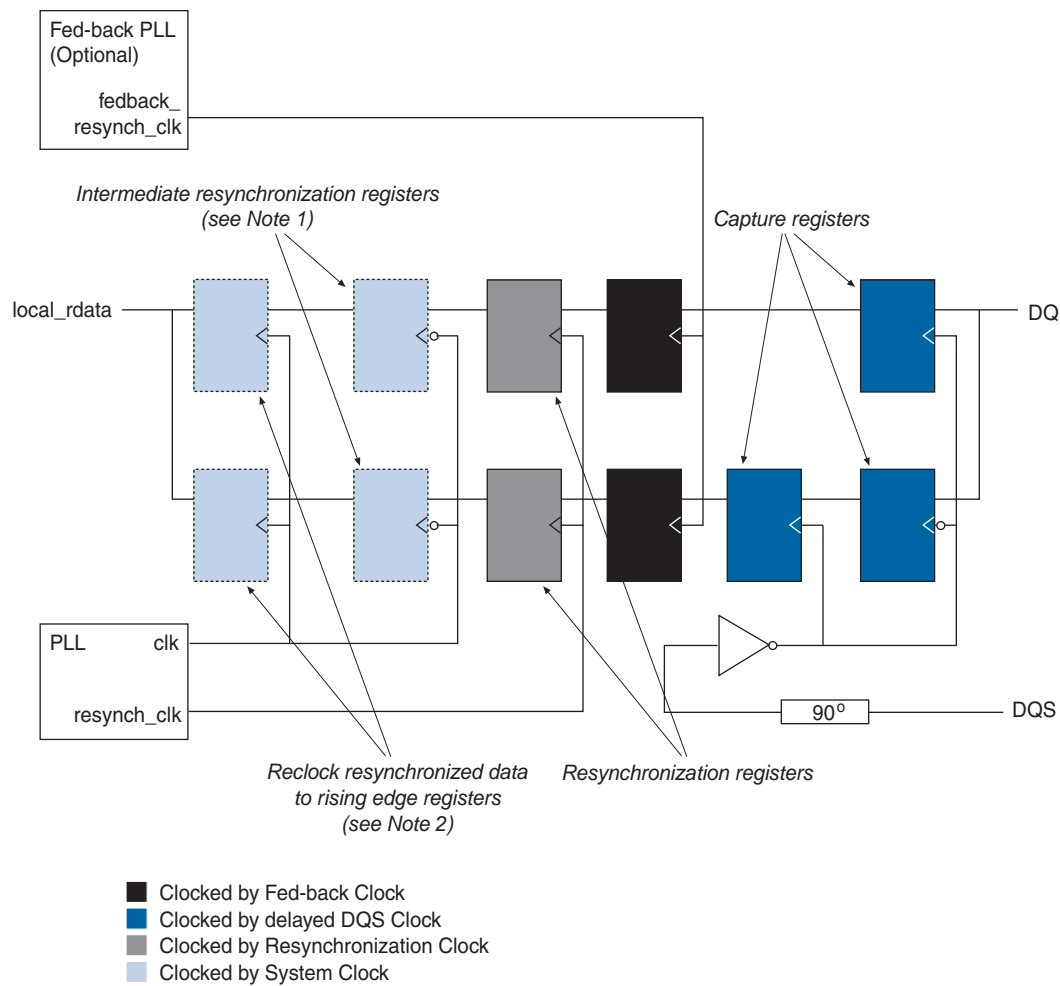 Fed-back PLL
(Optional)
fedback_
resynch_clk
Intermediate resynchronization registers
(see Note 1)
Capture registers
local_rdata
DQ
PLL
clk
resynch_clk
90°
DQS
Reclock resynchronized data
to rising edge registers
(see Note 2)
Resynchronization registers
Clocked by Fed-back Clock
Clocked by delayed DQS Clock
Clocked by Resynchronization Clock
Clocked by System Clock